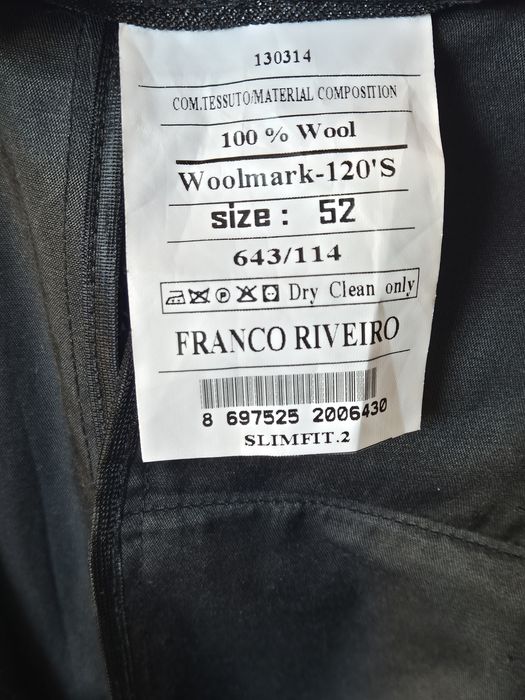 130314
COM.TESSUTO/MATERIAL COMPOSITION
100 % Wool
Woolmark-120'S
size : 52
643/114
P Dry Clean only
FRANCO RIVEIRO
8 697525 2006430
SLIMFIT.2